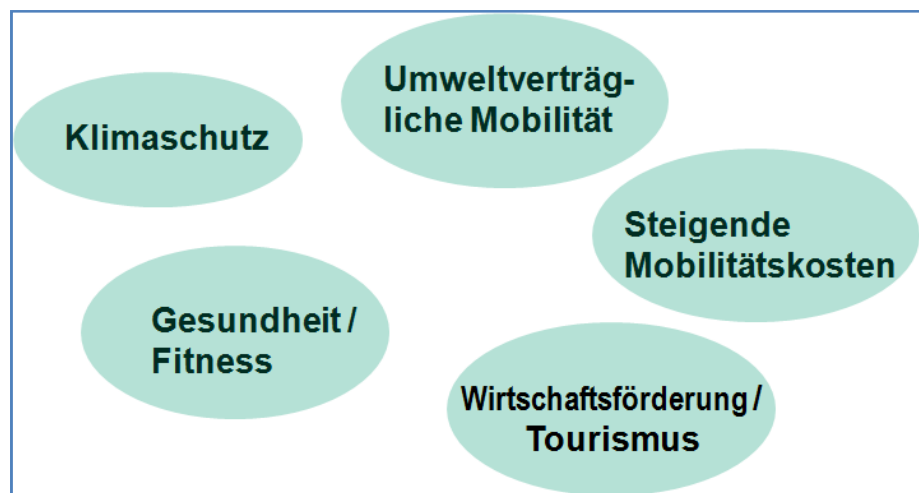 Umweltverträg-
liche Mobilität
Klimaschutz
Steigende
Mobilitätskosten
Gesundheit /
Fitness
Wirtschaftsförderung /
Tourismus